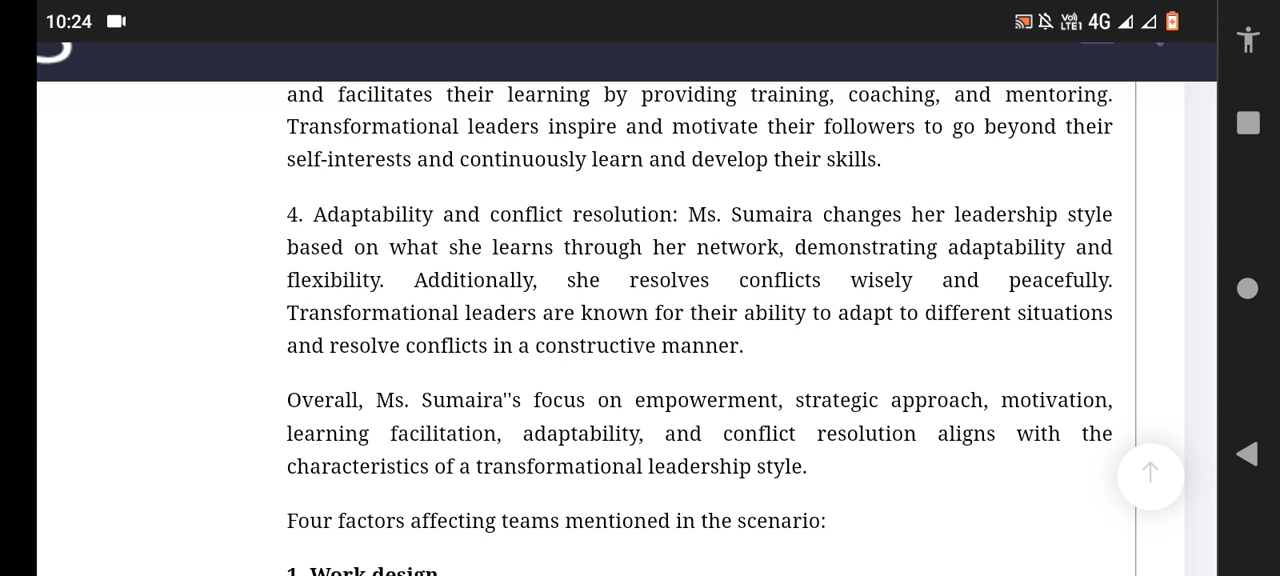 10:24
Vo)
LTE1
4G
and facilitates their learning by providing training, coaching, and mentoring.
Transformational leaders inspire and motivate their followers to go beyond their
self-interests and continuously learn and develop their skills.
4. Adaptability and conflict resolution: Ms. Sumaira changes her leadership style
based on what she learns through her network, demonstrating adaptability and
flexibility. Additionally, she resolves conflicts wisely and peacefully.
Transformational leaders are known for their ability to adapt to different situations
and resolve conflicts in a constructive manner.
Overall, Ms. Sumaira''s focus on empowerment, strategic approach, motivation,
learning facilitation, adaptability, and conflict resolution aligns with the
characteristics of a transformational leadership style.
Four factors affecting teams mentioned in the scenario:
1. Work design